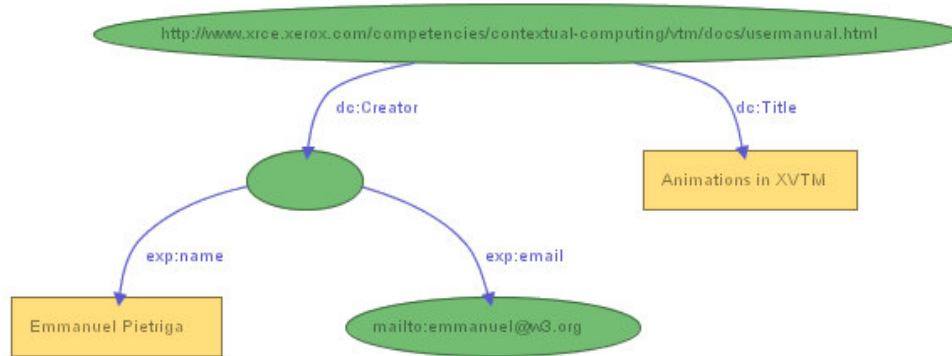 http://www.xrce.xerox.com/competencies/contextual-computing/vtm/docs/usermanual.html
dc:Creator
dc:Title
Animations in XVTM
exp:name
exp:email
Emmanuel Pietriga
mailto:emmanuel@w3.org